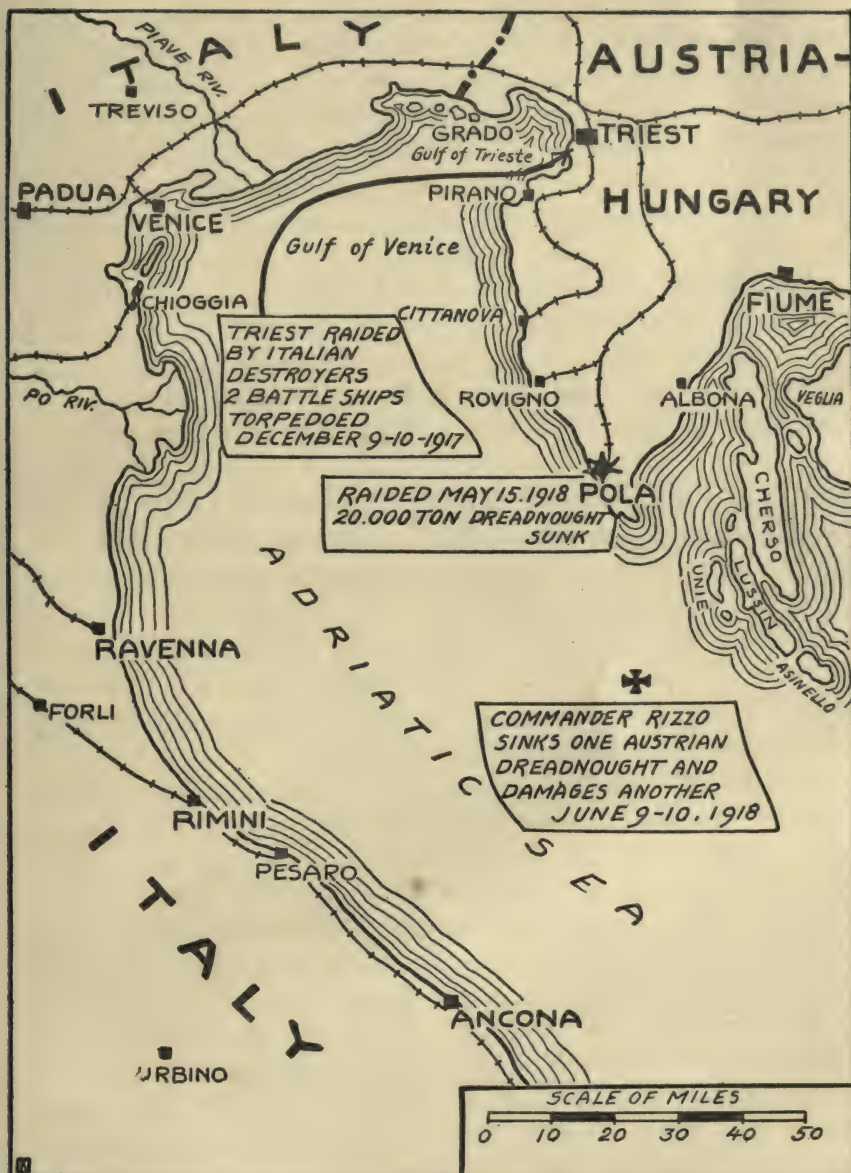 ITALY
AUSTRIA-
HUNGARY
PIAVE RIV.
TREVISO
GRADO
TRIEST
Gulf of Trieste
PADUA
VENICE
PIRANO
Gulf of Venice
CHIOGGIA
CITTANOVA
FIUME
TRIEST RAIDED
BY ITALIAN
DESTROYERS
2 BATTLE SHIPS
TORPEDOED
DECEMBER 9-10-1917
PO RIV.
ROVIGNO
ALBONA
VEGLIA
CHERSO
RAIDED MAY 15.1918
20.000 TON DREADNOUGHT
SUNK
POLA
UNIE
LUSSIN
ASINELLO
ADRIATIC SEA
RAVENNA
FORLI
COMMANDER RIZZO
SINKS ONE AUSTRIAN
DREADNOUGHT AND
DAMAGES ANOTHER
JUNE 9-10.1918
RIMINI
PESARO
ITALY
ANCONA
URBINO
SCALE OF MILES
0 10 20 30 40 50